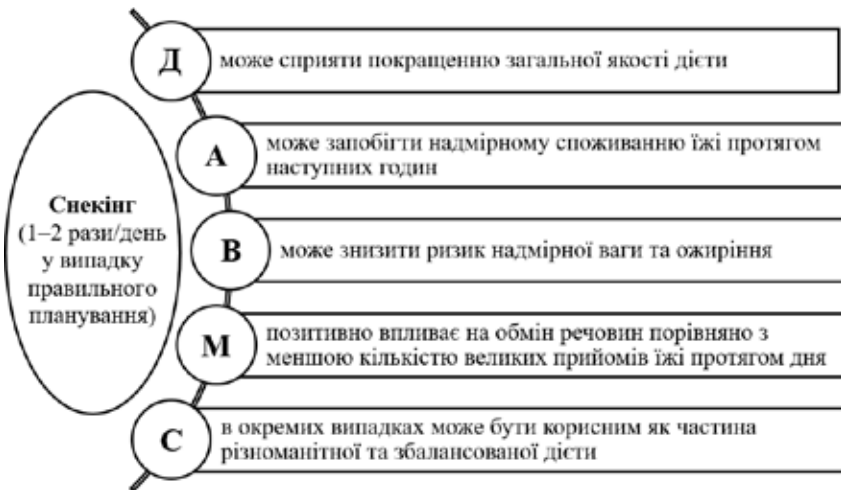 Д
може сприяти покращенню загальної якості дієти
А
може запобігти надмірному споживанню їжі протягом
наступних годин
Снекінг
(1–2 рази/день
у випадку
правильного
планування)
В
може знизити ризик надмірної ваги та ожиріння
М
позитивно впливає на обмін речовин порівняно з
меншою кількістю великих прийомів їжі протягом дня
С
в окремих випадках може бути корисним як частина
різноманітної та збалансованої дієти